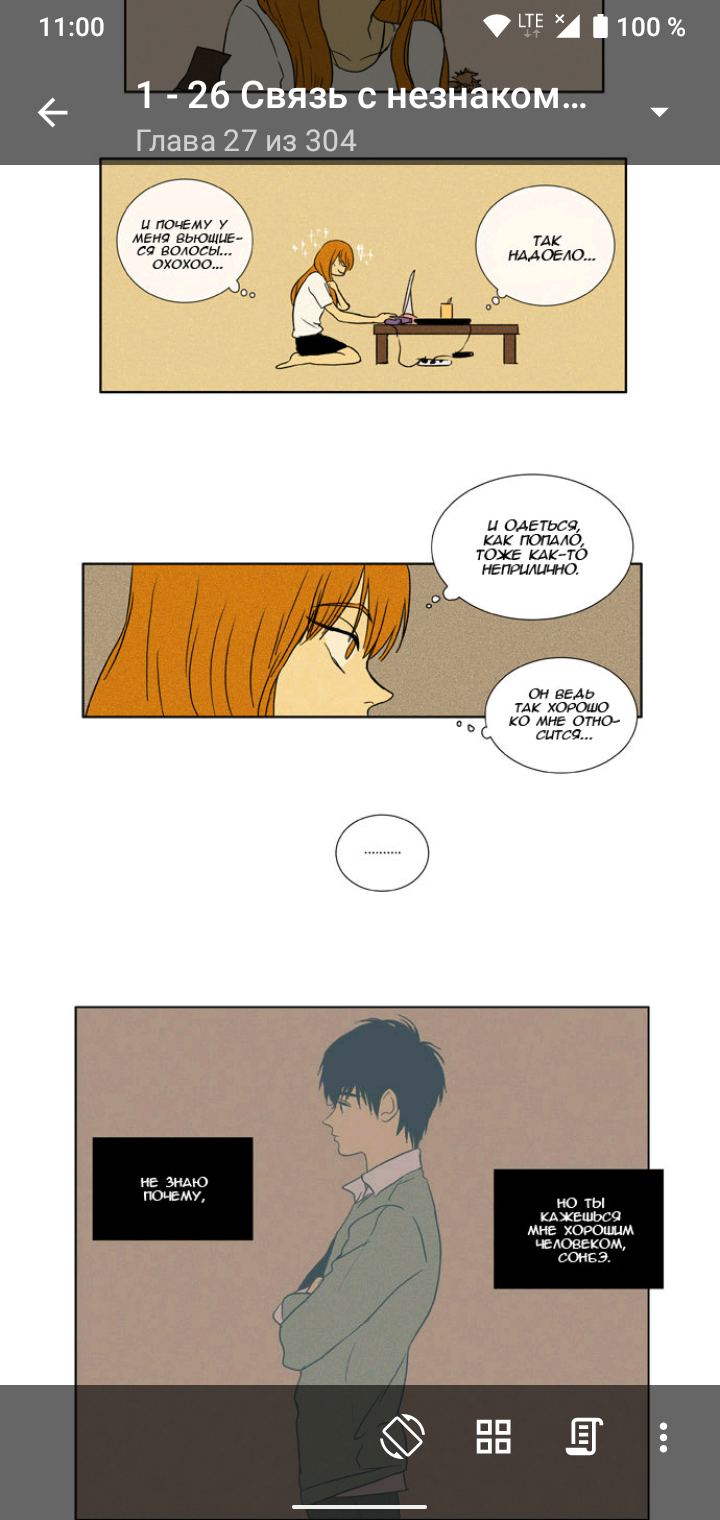 11:00
LTE
100 %
1 - 26 Связь с незнаком...
Глава 27 из 304
И ПОЧЕМУ У
МЕНЯ ВЬЮЩИЕ-
СЯ ВОЛОСЫ...
ОХОХОО...
ТАК
НАДОЕЛО...
И ОДЕТЬСЯ,
КАК ПОПАЛО,
ТОЖЕ КАК-ТО
НЕПРИЛИЧНО.
ОН ВЕДЬ
ТАК ХОРОШО
КО МНЕ ОТНО-
СИТСЯ...
..........
НЕ ЗНАЮ
ПОЧЕМУ,
НО ТЫ
КАЖЕШЬСЯ
МНЕ ХОРОШИМ
ЧЕЛОВЕКОМ,
СОНБЭ.